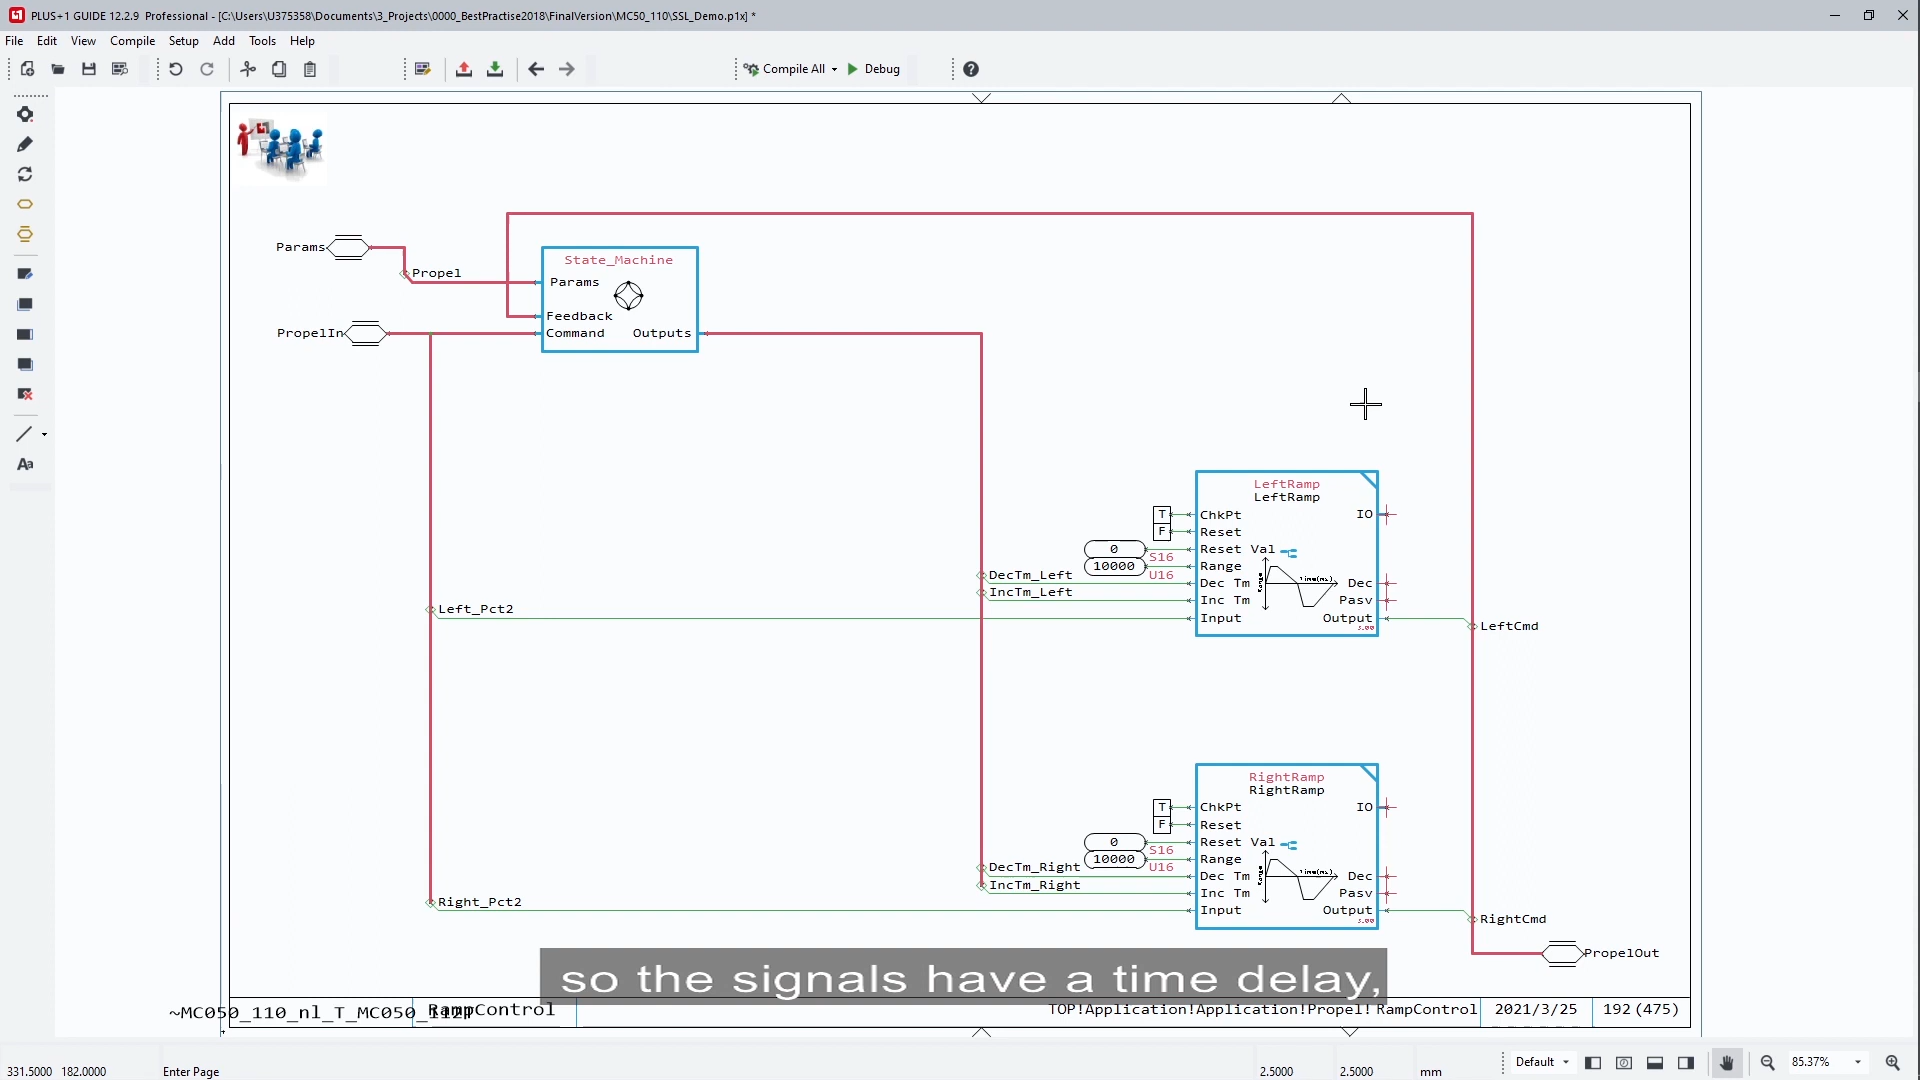 PLUS+1 GUIDE 12.2.9 Professional - [C:\Users\U375358\Documents\3_Projects\0000_BestPractise2018\FinalVersion\MC50_110\SSL_Demo.p1x] *
File Edit View Compile Setup Add Tools Help
Compile All Debug
Aa
Params
Propel
PropelIn
State_Machine
Params
Feedback
Command Outputs
LeftRamp
LeftRamp
T ChkPt IO
F Reset
0 Reset Val
S16
10000 Range
U16
DecTm_Left Dec Tm Dec
IncTm_Left Inc Tm Pasv
Left_Pct2 Input Output
3.00
LeftCmd
RightRamp
RightRamp
T ChkPt IO
F Reset
0 Reset Val
S16
10000 Range
U16
DecTm_Right Dec Tm Dec
IncTm_Right Inc Tm Pasv
Right_Pct2 Input Output
3.00
RightCmd
PropelOut
so the signals have a time delay,
RampControl TOP!Application!Application!Propel!RampControl 2021/3/25 192(475)
331.5000 182.0000 Enter Page 2.5000 2.5000 mm Default 85.37%